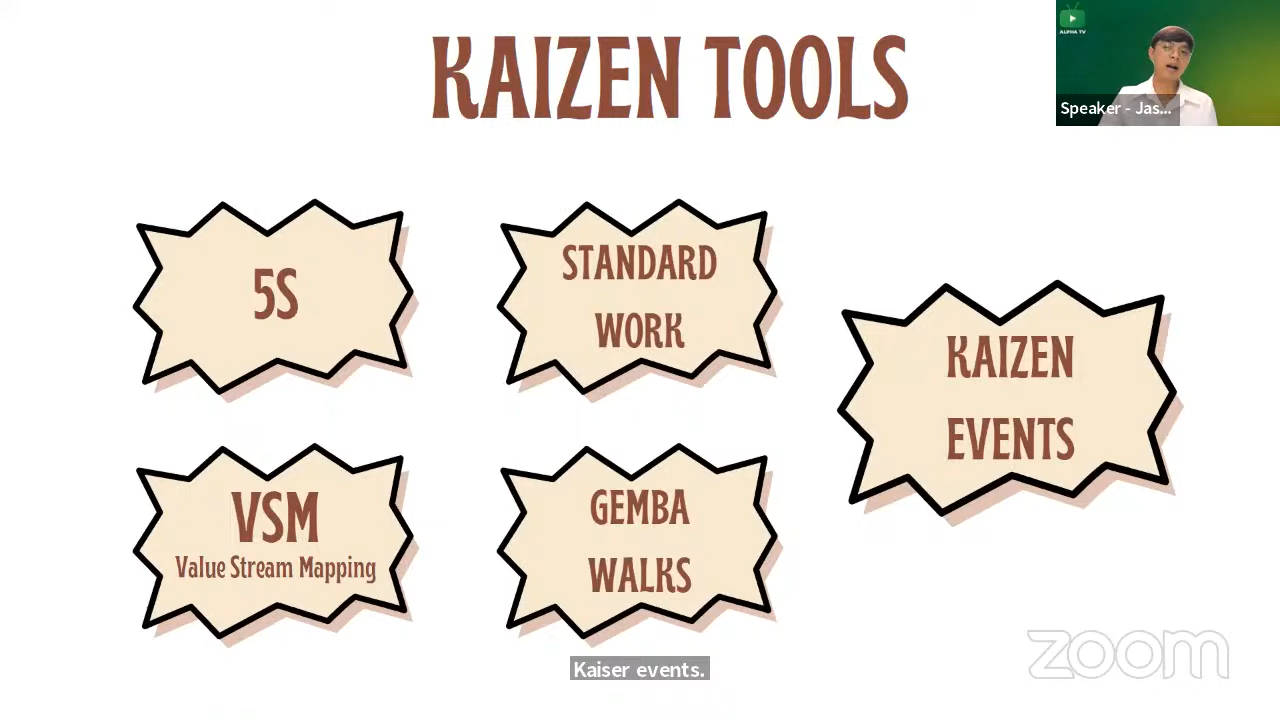 KAIZEN TOOLS
ALPHA TV
Speaker - Jas...
5S
STANDARD
WORK
KAIZEN
EVENTS
VSM
Value Stream Mapping
GEMBA
WALKS
zoom
Kaiser events.